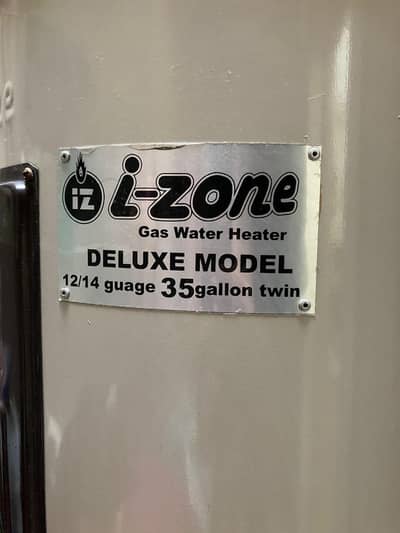 iZ i-zone
Gas Water Heater
DELUXE MODEL
12/14 guage 35gallon twin